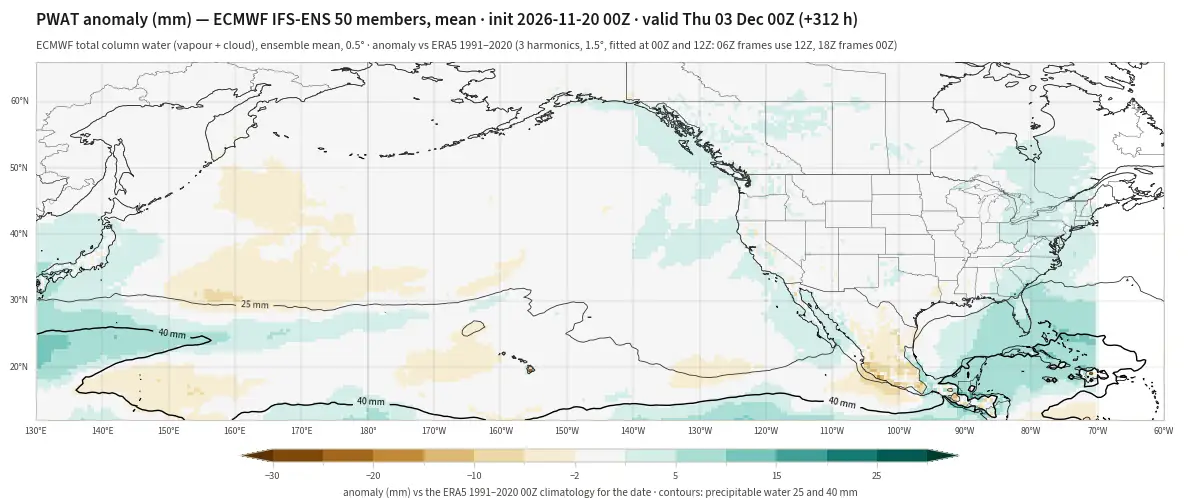 PWAT anomaly (mm) — ECMWF IFS-ENS 50 members, mean · init 2026-11-20 00Z · valid Thu 03 Dec 00Z (+312 h)
ECMWF total column water (vapour + cloud), ensemble mean, 0.5° · anomaly vs ERA5 1991–2020 (3 harmonics, 1.5°, fitted at 00Z and 12Z: 06Z frames use 12Z, 18Z frames 00Z)
60°N
50°N
40°N
30°N
20°N
25 mm
40 mm
40 mm
40 mm
130°E 140°E 150°E 160°E 170°E 180° 170°W 160°W 150°W 140°W 130°W 120°W 110°W 100°W 90°W 80°W 70°W 60°W
−30 −20 −10 −2 5 15 25
anomaly (mm) vs the ERA5 1991–2020 00Z climatology for the date · contours: precipitable water 25 and 40 mm